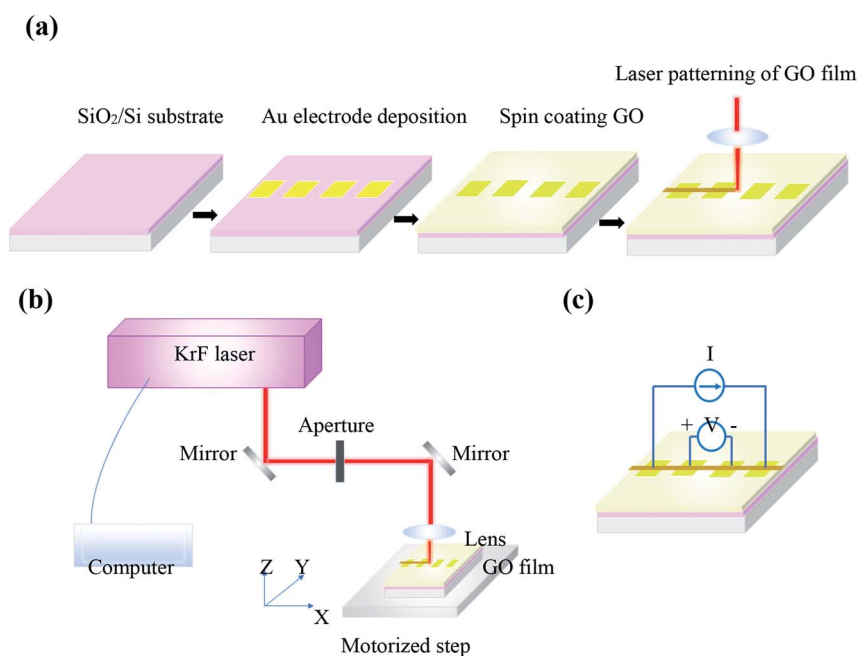 (a)
SiO₂/Si substrate
Au electrode deposition
Spin coating GO
Laser patterning of GO film
(b)
KrF laser
Mirror
Aperture
Mirror
Lens
GO film
Computer
Z
Y
X
Motorized step
(c)
I
+ V -